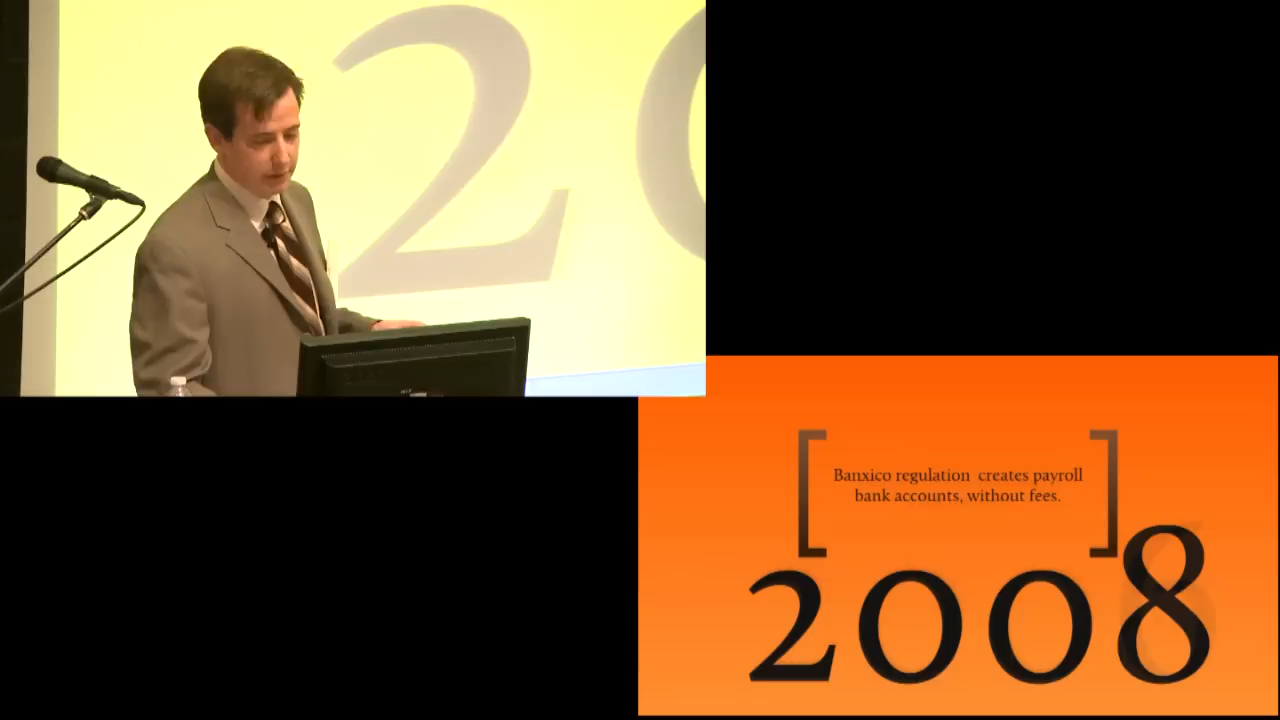 20
Banxico regulation creates payroll
bank accounts, without fees.
2008